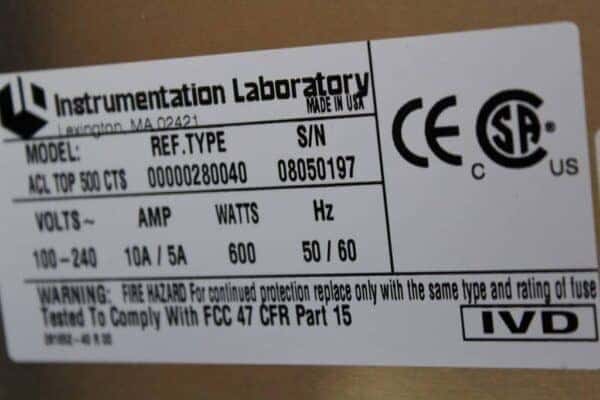 Instrumentation Laboratory
MADE IN USA
Lexington, MA 02421
MODEL: REF.TYPE S/N
ACL TOP 500 CTS 00000280040 08050197
VOLTS~ AMP WATTS Hz
100-240 10A / 5A 600 50 / 60
CE C SA US
WARNING: FIRE HAZARD For continued protection replace only with the same type and rating of fuse
Tested To Comply With FCC 47 CFR Part 15
IVD